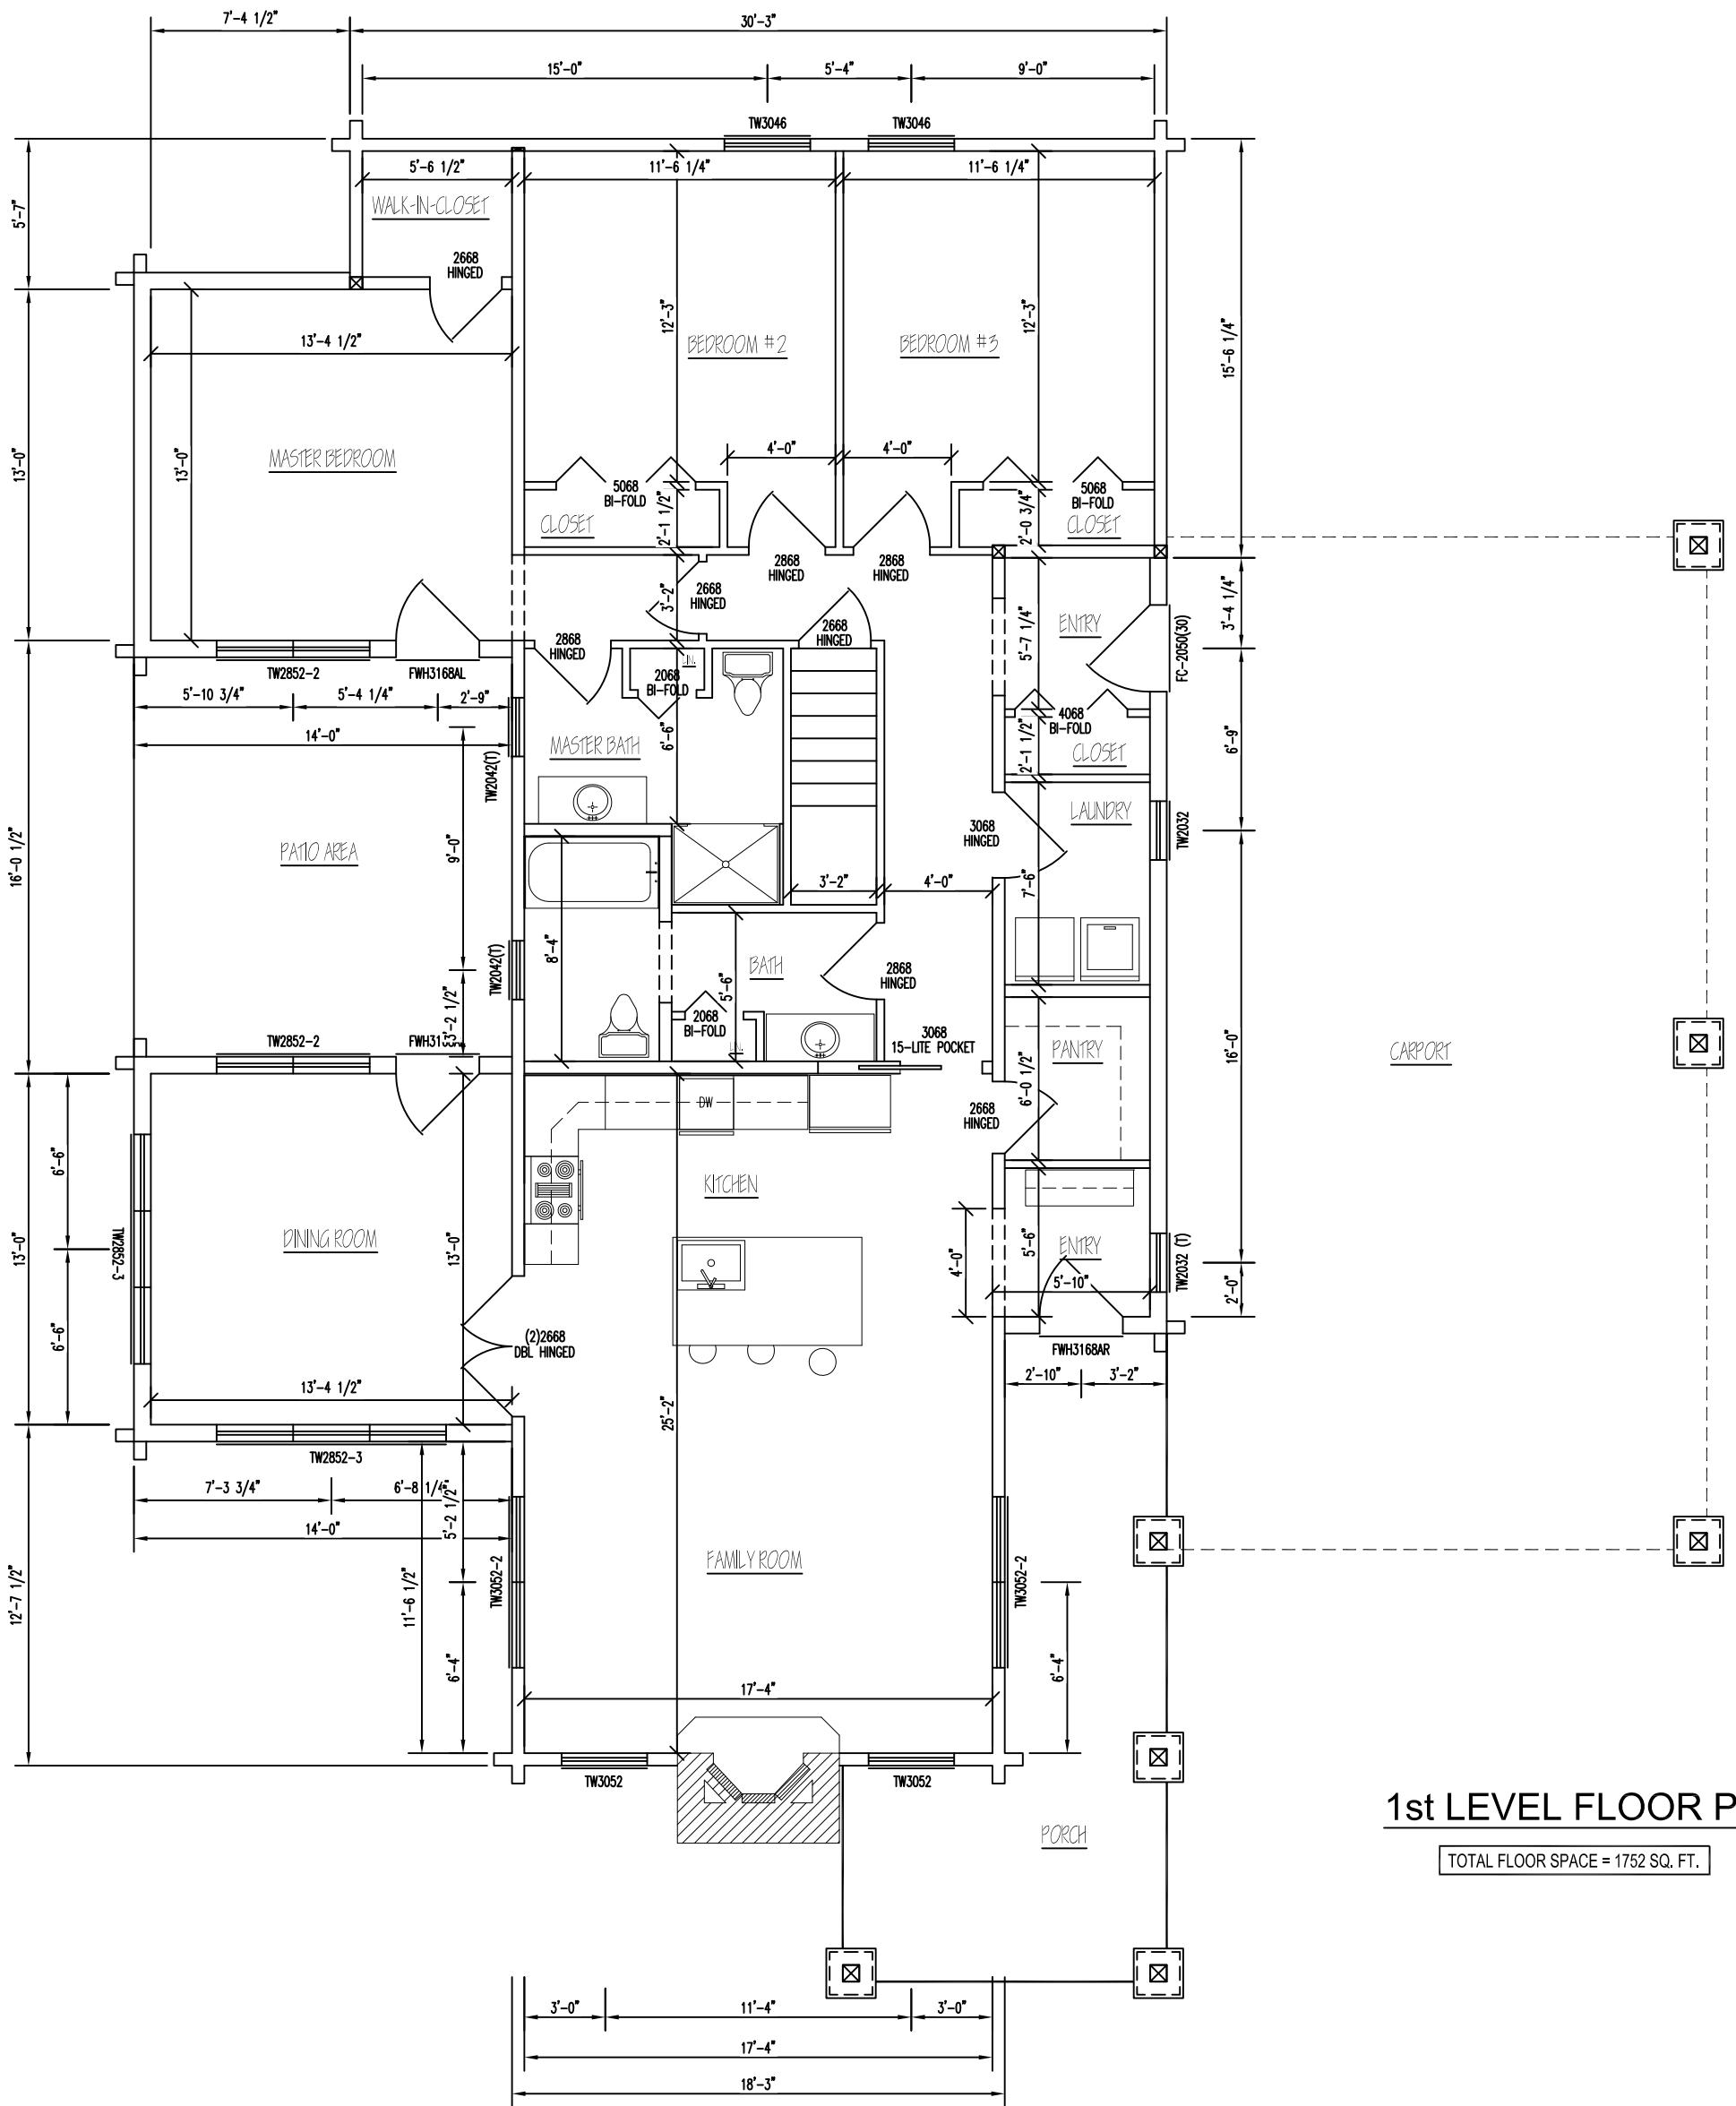 7'-4 1/2"
30'-3"
15'-0"
5'-4"
9'-0"
TW3046
TW3046
5'-6 1/2"
11'-6 1/4"
11'-6 1/4"
5'-7"
WALK-IN-CLOSET
2668
HINGED
12'-3"
12'-3"
15'-6 1/4"
13'-4 1/2"
BEDROOM #2
BEDROOM #3
13'-0"
13'-0"
MASTER BEDROOM
4'-0"
4'-0"
5068
BI-FOLD
5068
BI-FOLD
CLOSET
2'-1 1/2"
2'-0 3/4"
CLOSET
2868
HINGED
2868
HINGED
2668
HINGED
3'-2"
3'-4 1/4"
ENTRY
5'-7 1/4"
2668
HINGED
2868
HINGED
FC-2050(30)
LIN.
TW2852-2
FWH3168AL
2068
BI-FOLD
5'-10 3/4"
5'-4 1/4"
2'-9"
4068
BI-FOLD
14'-0"
MASTER BATH
6'-6"
2'-1 1/2"
CLOSET
6'-9"
TW2042(T)
LAUNDRY
3068
HINGED
TW2032
16'-0 1/2"
PATIO AREA
9'-0"
3'-2"
4'-0"
7'-6"
8'-4"
TW2042(T)
BATH
5'-6"
2868
HINGED
3'-2 1/2"
2068
BI-FOLD
LIN.
3068
15-LITE POCKET
TW2852-2
FWH3168
PANTRY
6'-0 1/2"
16'-0"
CARPORT
DW
2668
HINGED
6'-6"
KITCHEN
TW2852-3
13'-0"
DINING ROOM
13'-0"
4'-0"
5'-6"
ENTRY
5'-10"
TW2032 (T)
2'-0"
6'-6"
(2)2668
DBL HINGED
FWH3168AR
2'-10"
3'-2"
13'-4 1/2"
25'-2"
TW2852-3
7'-3 3/4"
6'-8 1/4"
14'-0"
5'-2 1/2"
12'-7 1/2"
11'-6 1/2"
TW3052-2
FAMILY ROOM
TW3052-2
6'-4"
6'-4"
17'-4"
TW3052
TW3052
PORCH
1st LEVEL FLOOR P
TOTAL FLOOR SPACE = 1752 SQ. FT.
3'-0"
11'-4"
3'-0"
17'-4"
18'-3"